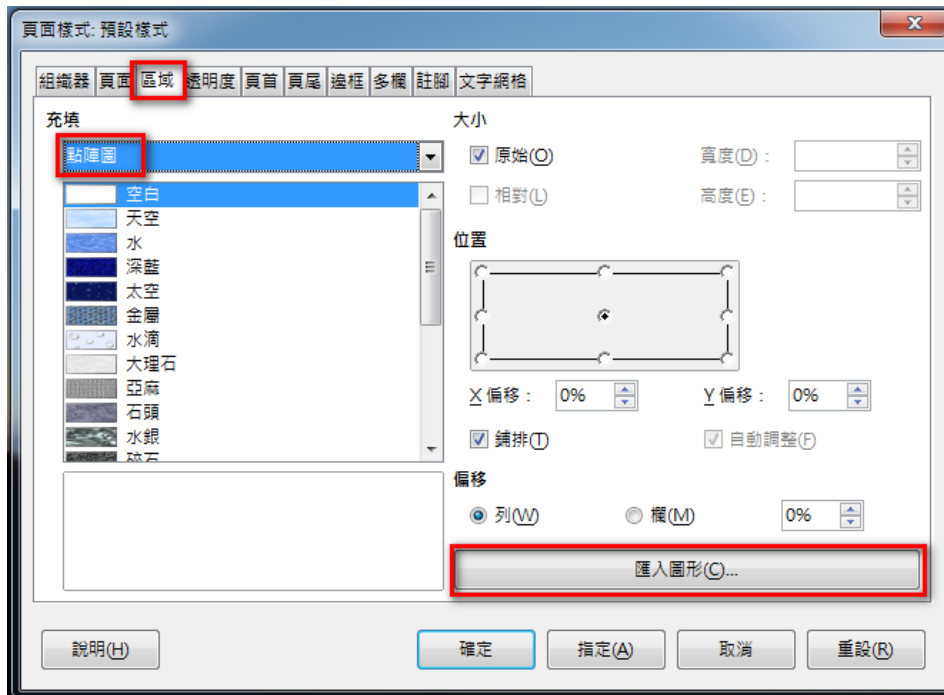 頁面樣式: 預設樣式
組織器 頁面 區域 透明度 頁首 頁尾 邊框 多欄 註腳 文字網格
充填
點陣圖
空白
天空
水
深藍
太空
金屬
水滴
大理石
亞麻
石頭
水銀
碎石
大小
原始(O) 寬度(D)：
相對(L) 高度(E)：
位置
X 偏移： 0% Y 偏移： 0%
鋪排(T) 自動調整(F)
偏移
列(W) 欄(M) 0%
匯入圖形(C)...
說明(H) 確定 指定(A) 取消 重設(R)